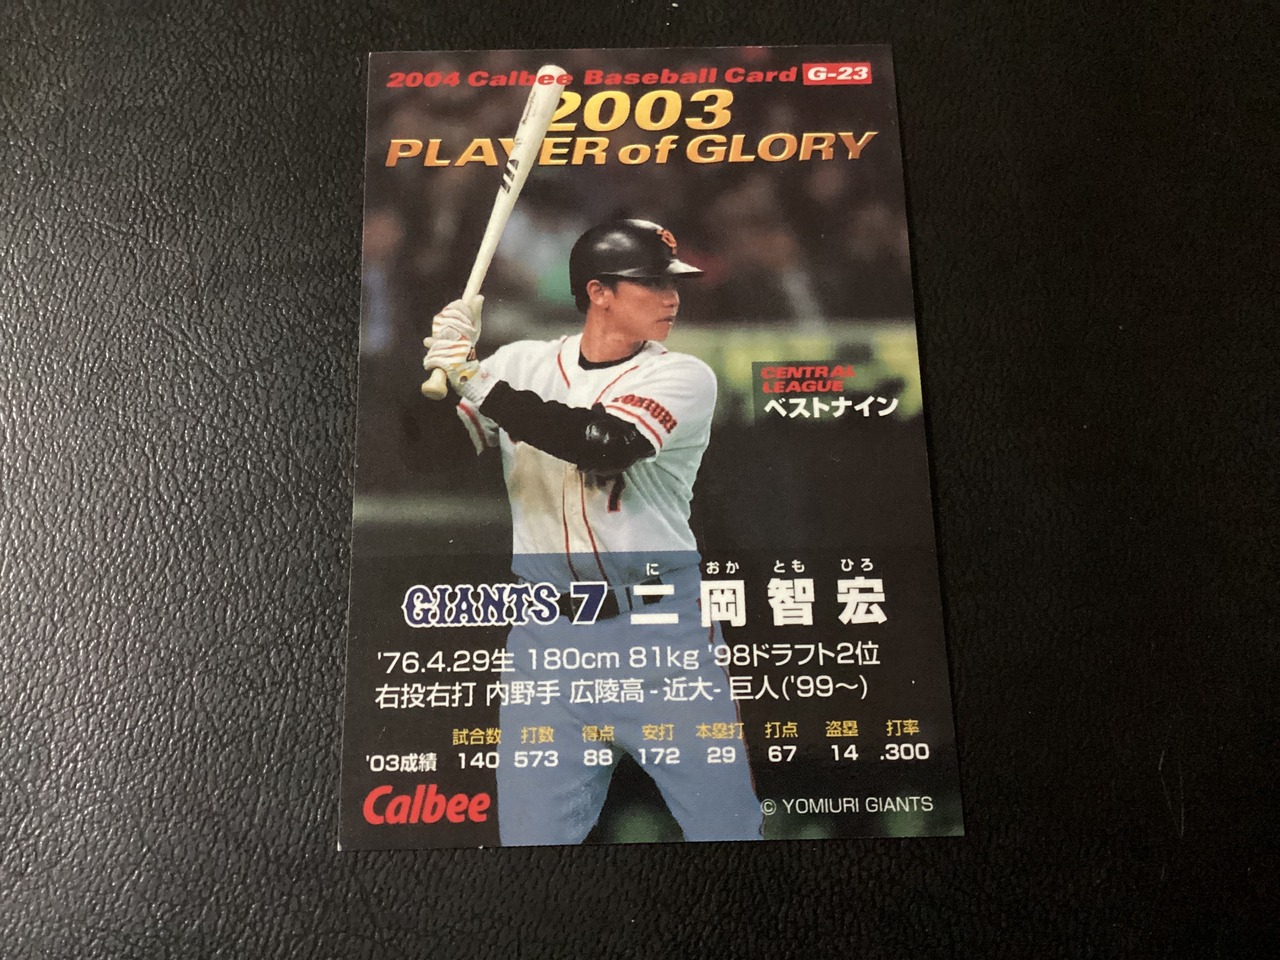 2004 Calbee Baseball Card G-23
2003
PLAYER of GLORY
YOMIURI
7
CENTRAL
LEAGUE
ベストナイン
に おか とも ひろ
GIANTS 7 二岡智宏
'76.4.29生 180cm 81kg '98ドラフト2位
右投右打 内野手 広陵高-近大-巨人('99〜)
試合数 打数 得点 安打 本塁打 打点 盗塁 打率
'03成績 140 573 88 172 29 67 14 .300
Calbee
© YOMIURI GIANTS